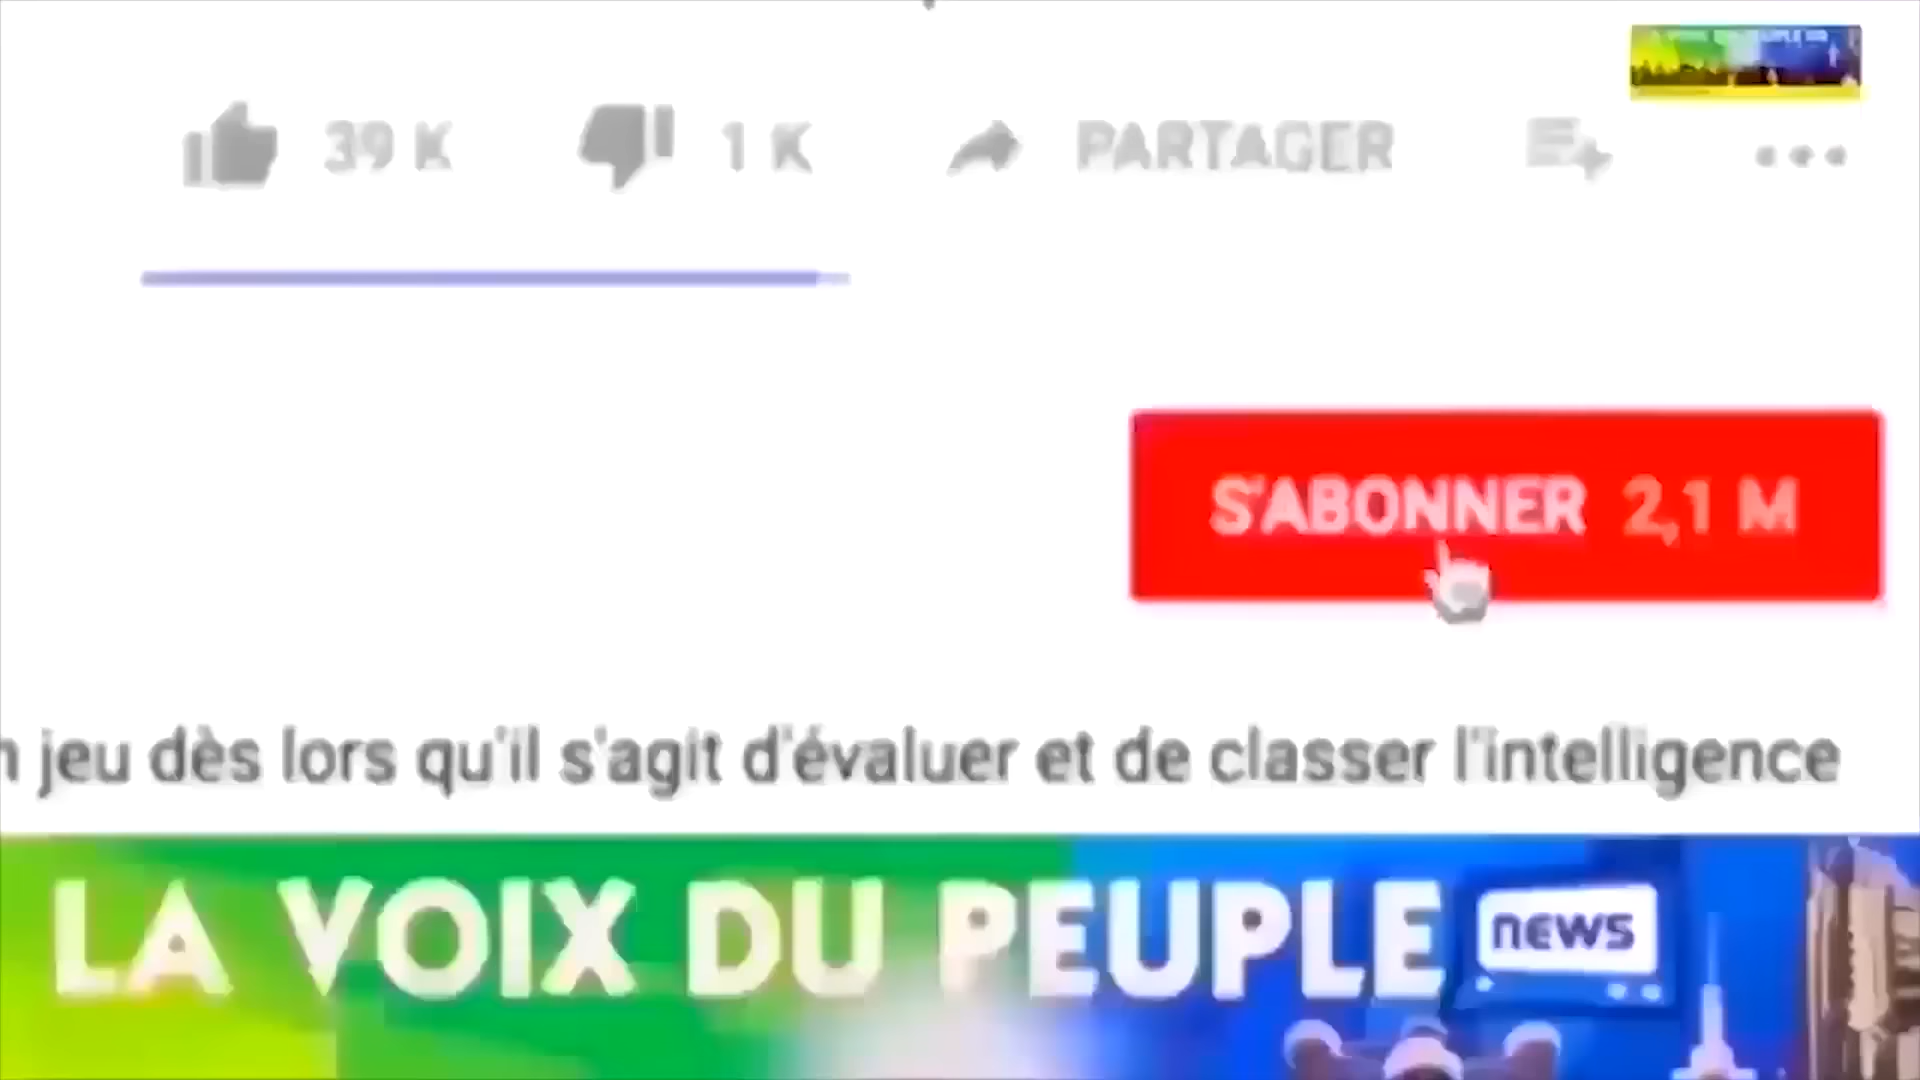 39 K 1 K PARTAGER
S'ABONNER 2,1 M
n jeu dès lors qu'il s'agit d'évaluer et de classer l'intelligence
LA VOIX DU PEUPLE news